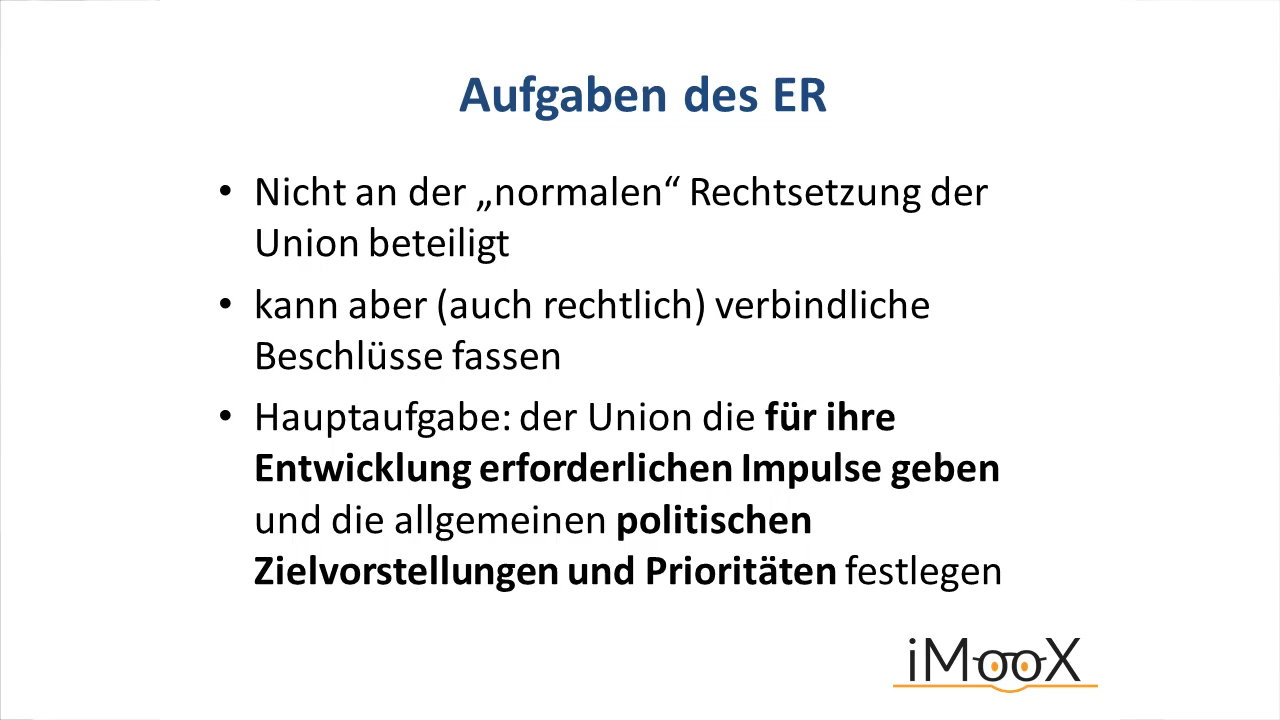 Aufgaben des ER
• Nicht an der „normalen“ Rechtsetzung der
Union beteiligt
• kann aber (auch rechtlich) verbindliche
Beschlüsse fassen
• Hauptaufgabe: der Union die für ihre
Entwicklung erforderlichen Impulse geben
und die allgemeinen politischen
Zielvorstellungen und Prioritäten festlegen
iMooX